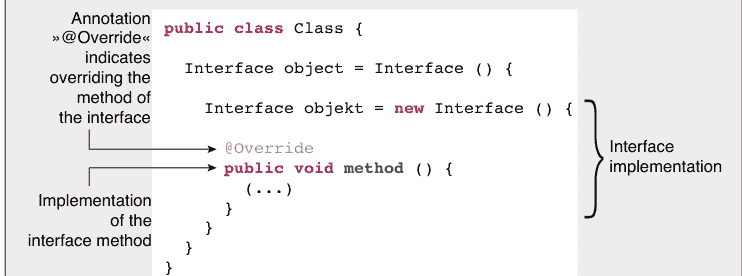 Annotation
»@Override«
indicates
overriding the
method of
the interface
Implementation
of the
interface method
public class Class {
Interface object = Interface () {
Interface objekt = new Interface () {
@Override
public void method () {
(...)
}
}
}
}
Interface
implementation